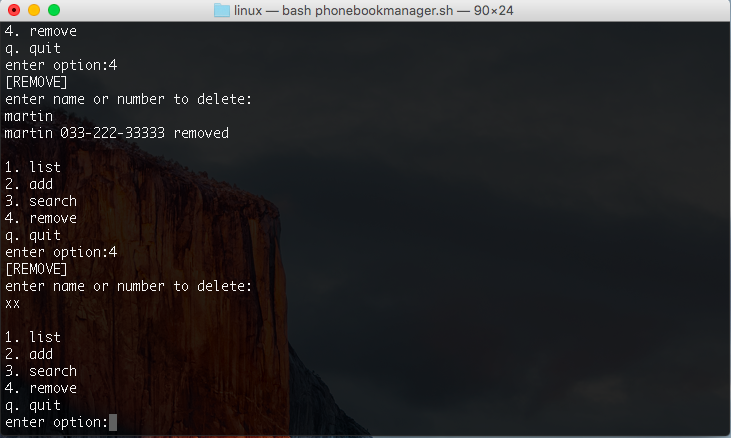 linux — bash phonebookmanager.sh — 90×24
4. remove
q. quit
enter option:4
[REMOVE]
enter name or number to delete:
martin
martin 033-222-33333 removed
1. list
2. add
3. search
4. remove
q. quit
enter option:4
[REMOVE]
enter name or number to delete:
xx
1. list
2. add
3. search
4. remove
q. quit
enter option: